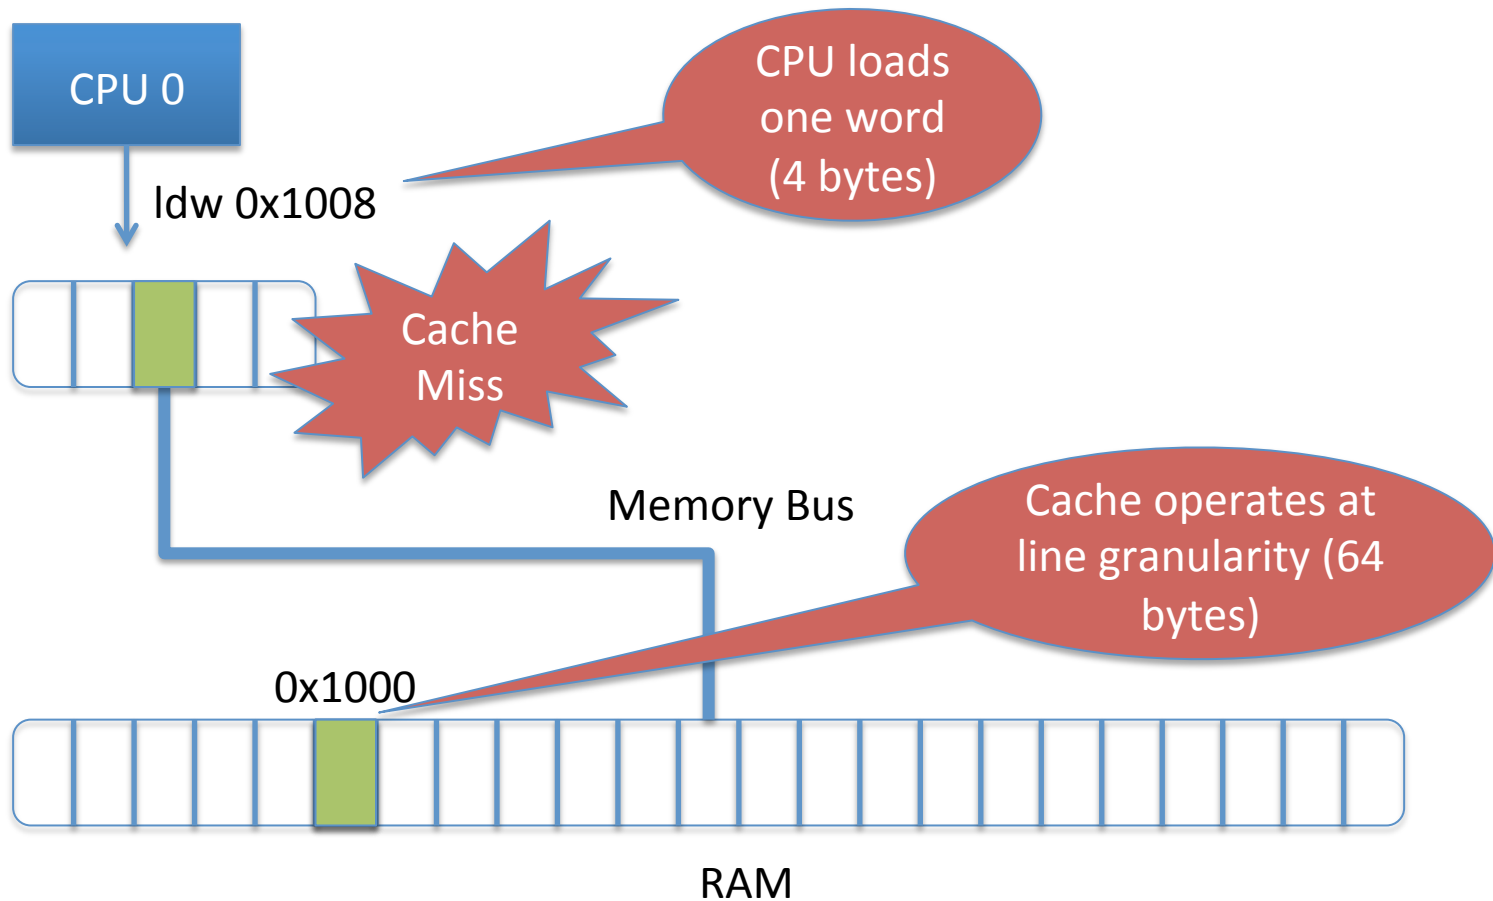 CPU 0
CPU loads
one word
(4 bytes)
ldw 0x1008
Cache
Miss
Memory Bus
Cache operates at
line granularity (64
bytes)
0x1000
RAM